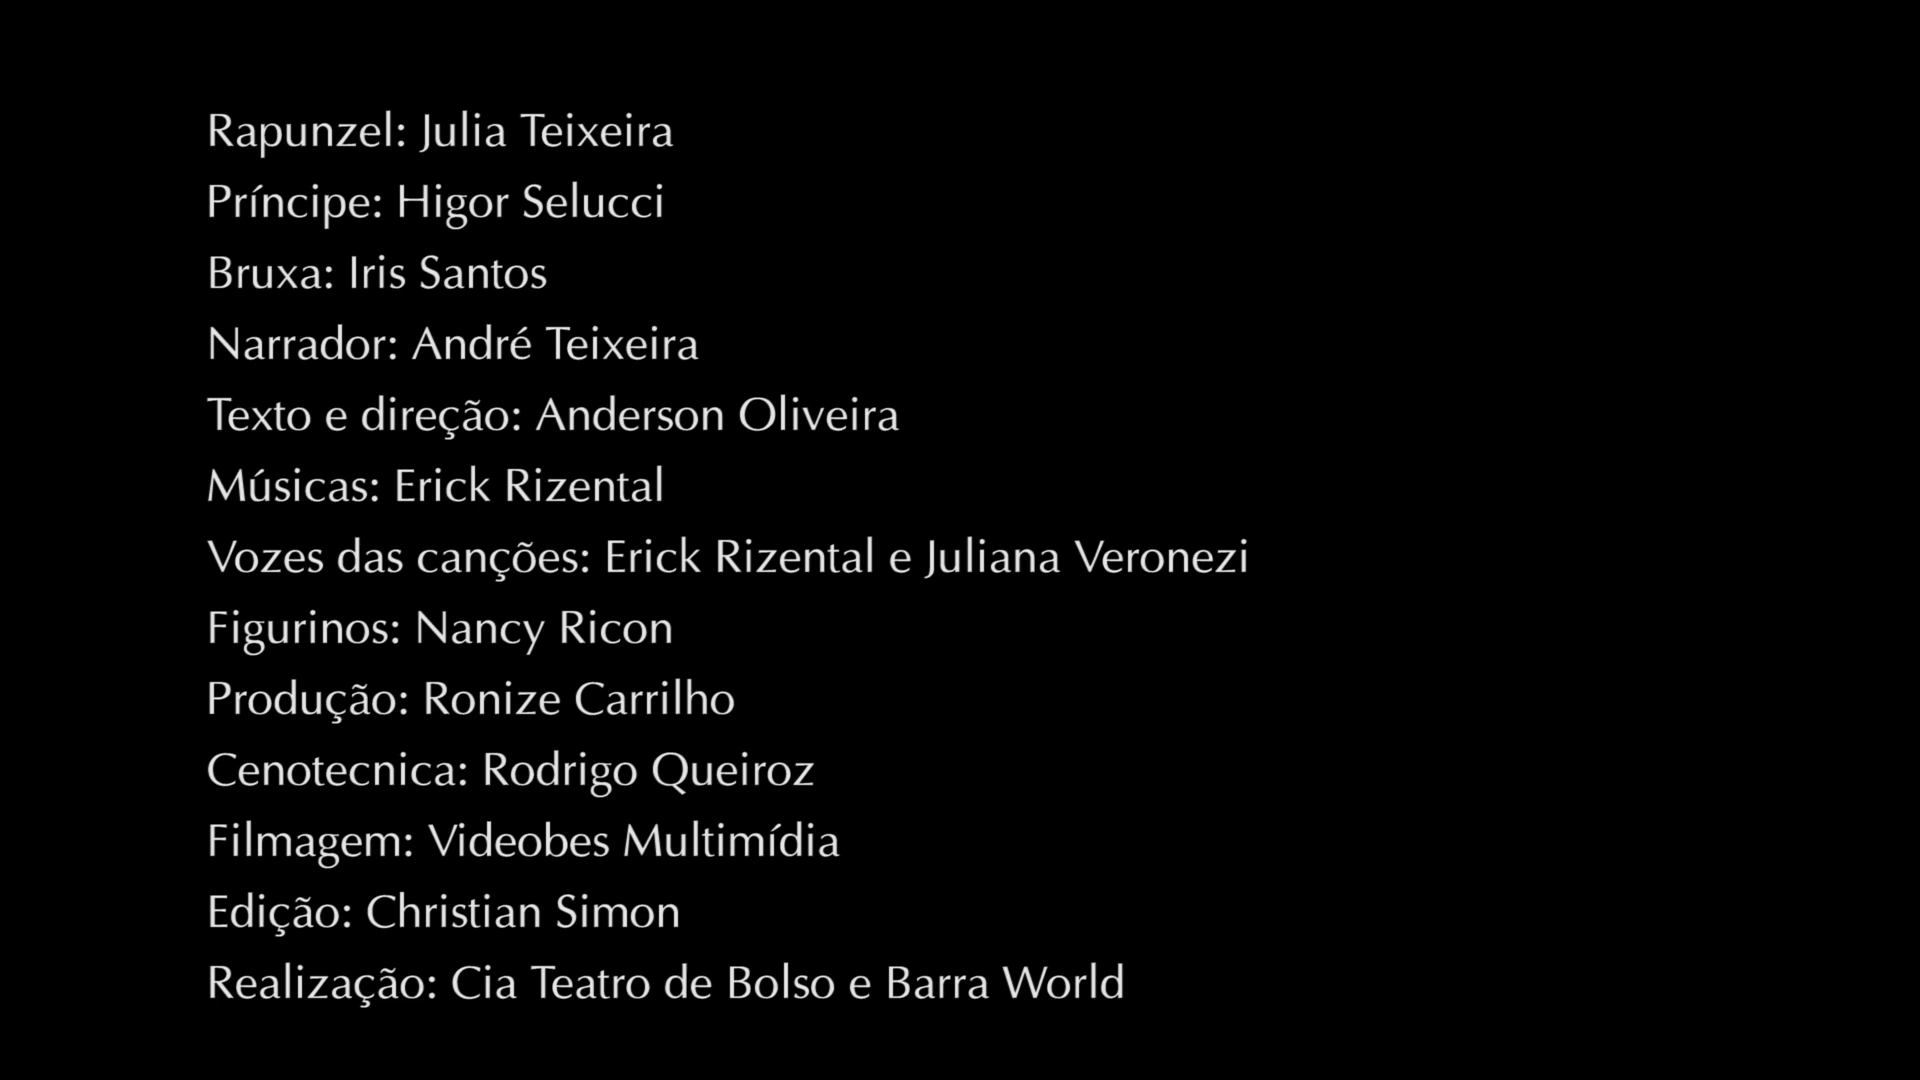 Rapunzel: Julia Teixeira
Príncipe: Higor Selucci
Bruxa: Iris Santos
Narrador: André Teixeira
Texto e direção: Anderson Oliveira
Músicas: Erick Rizental
Vozes das canções: Erick Rizental e Juliana Veronezi
Figurinos: Nancy Ricon
Produção: Ronize Carrilho
Cenotecnica: Rodrigo Queiroz
Filmagem: Videobes Multimídia
Edição: Christian Simon
Realização: Cia Teatro de Bolso e Barra World